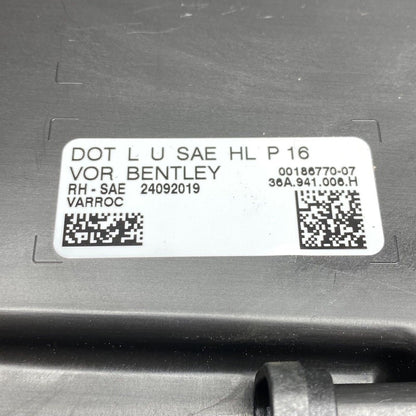 DOT L U SAE HL P 16
VOR BENTLEY
00186770-07
RH - SAE 24092019
36A.941.006.H
VARROC